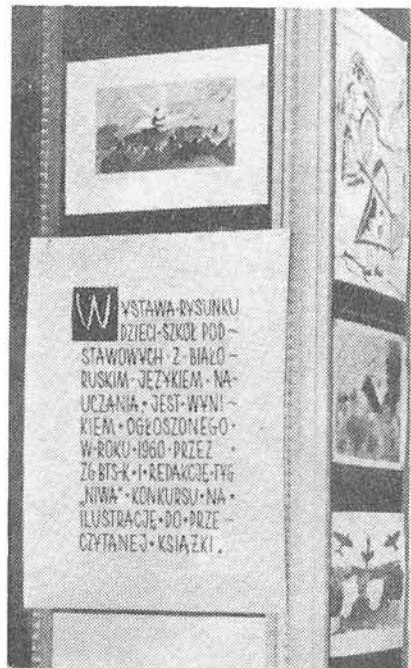 WYSTAWA•RYSUNKU
DZIECI•SZKÓŁ POD–
STAWOWYCH•Z•BIAŁO–
RUSKIM•JĘZYKIEM•NA–
UCZANIA,•JEST•WYNI–
KIEM•OGŁOSZONEGO•
W•ROKU•1960•PRZEZ•
ZG•BTS-K•I•REDAKCJĘ•TYG
„NIWA”•KONKURSU•NA•
ILUSTRACJĘ•DO•PRZE–
CZYTANEJ•KSIĄŻKI.